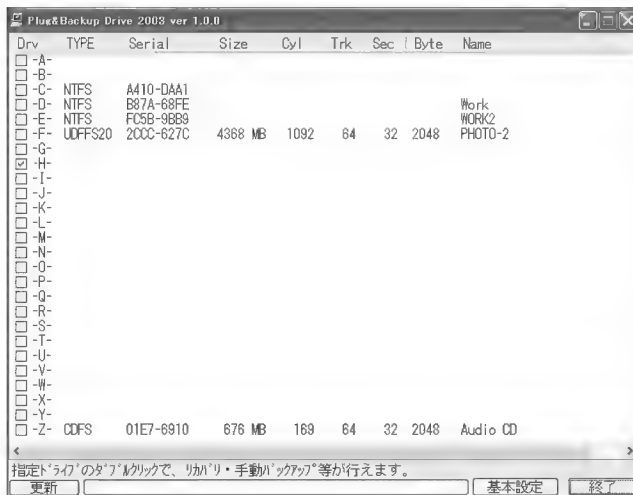 Plug&Backup Drive 2003 ver 1.0.0
Drv TYPE Serial Size Cyl Trk Sec Byte Name
-A-
-B-
-C- NTFS A410-DAA1
-D- NTFS B87A-68FE Work
-E- NTFS FC5B-9BB9 WORK2
-F- UDFFS20 2CCC-627C 4368 MB 1092 64 32 2048 PHOTO-2
-G-
-H-
-I-
-J-
-K-
-L-
-M-
-N-
-O-
-P-
-Q-
-R-
-S-
-T-
-U-
-V-
-W-
-X-
-Y-
-Z- CDFS 01E7-6910 676 MB 169 64 32 2048 Audio CD
指定ﾄﾞﾗｲﾌﾞのﾀﾞﾌﾞﾙｸﾘｯｸで、ﾘｶﾊﾞﾘ・手動ﾊﾞｯｸｱｯﾌﾟ等が行えます。
更新 基本設定 終了